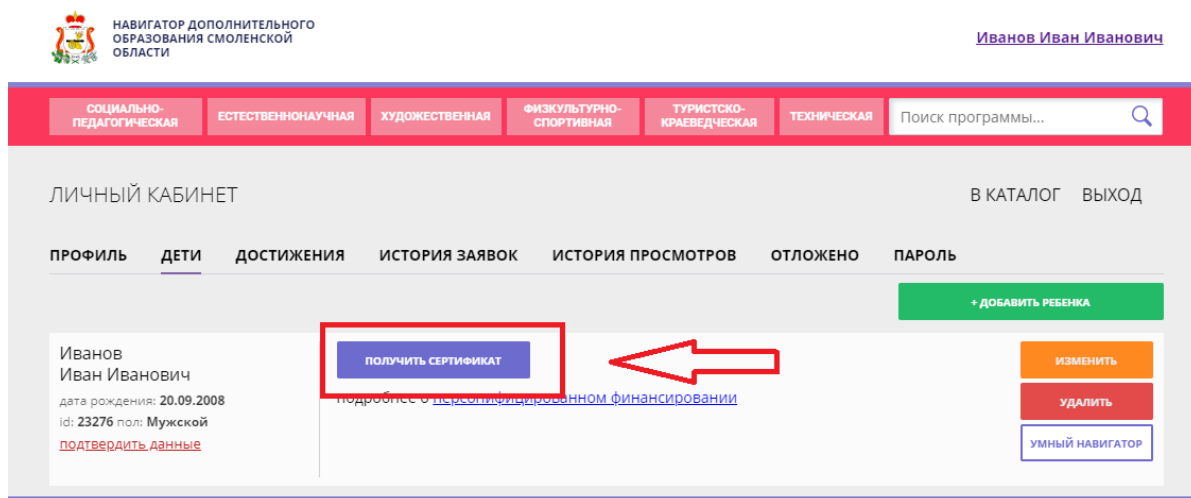 НАВИГАТОР ДОПОЛНИТЕЛЬНОГО
ОБРАЗОВАНИЯ СМОЛЕНСКОЙ
ОБЛАСТИ
Иванов Иван Иванович
СОЦИАЛЬНО-
ПЕДАГОГИЧЕСКАЯ
ЕСТЕСТВЕННОНАУЧНАЯ
ХУДОЖЕСТВЕННАЯ
ФИЗКУЛЬТУРНО-
СПОРТИВНАЯ
ТУРИСТСКО-
КРАЕВЕДЧЕСКАЯ
ТЕХНИЧЕСКАЯ
Поиск программы...
ЛИЧНЫЙ КАБИНЕТ
В КАТАЛОГ ВЫХОД
ПРОФИЛЬ ДЕТИ ДОСТИЖЕНИЯ ИСТОРИЯ ЗАЯВОК ИСТОРИЯ ПРОСМОТРОВ ОТЛОЖЕНО ПАРОЛЬ
+ ДОБАВИТЬ РЕБЕНКА
Иванов
Иван Иванович
дата рождения: 20.09.2008
id: 23276 пол: Мужской
подтвердить данные
ПОЛУЧИТЬ СЕРТИФИКАТ
подробнее о персонифицированном финансировании
ИЗМЕНИТЬ
УДАЛИТЬ
УМНЫЙ НАВИГАТОР